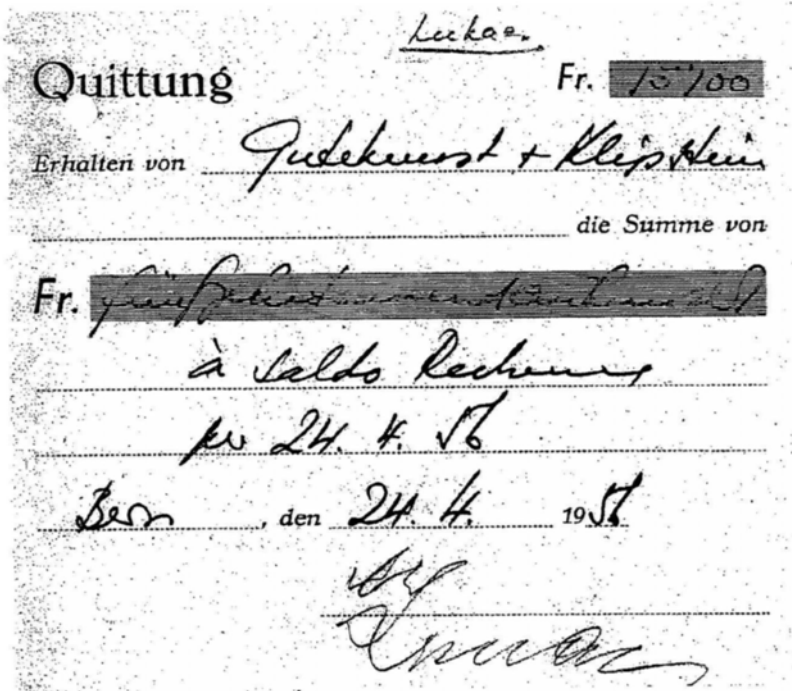 Lukacs.
Quittung Fr. 15'100
Erhalten von Gutekunst + Klipstein
die Summe von
Fr.
à Saldo Rechnung
per 24. 4. 56
Bern, den 24. 4. 1956